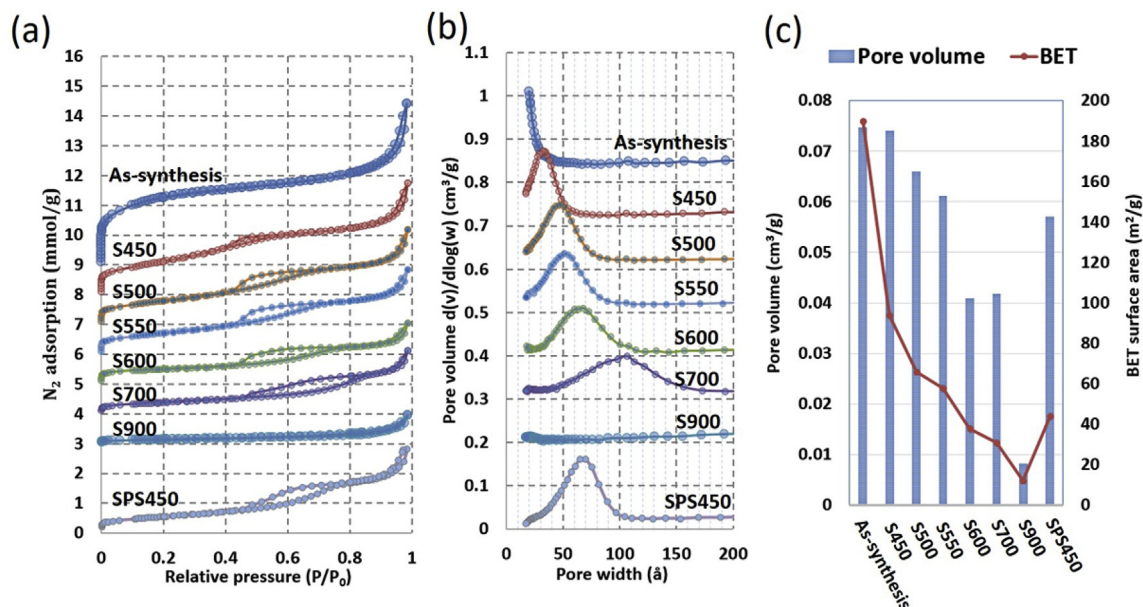 (a)
N₂ adsorption (mmol/g)
16
15
14
13
12
11
10
9
8
7
6
5
4
3
2
1
0
As-synthesis
S450
S500
S550
S600
S700
S900
SPS450
0
0.2
0.4
0.6
0.8
1
Relative pressure (P/P₀)
(b)
Pore volume d(v)/dlog(w) (cm³/g)
1.1
1
0.9
0.8
0.7
0.6
0.5
0.4
0.3
0.2
0.1
0
As-synthesis
S450
S500
S550
S600
S700
S900
SPS450
0
50
100
150
200
Pore width (å)
(c)
Pore volume
BET
Pore volume (cm³/g)
0.08
0.07
0.06
0.05
0.04
0.03
0.02
0.01
0
200
180
160
140
120
100
80
60
40
20
0
BET surface area (m²/g)
As-synthesis
S450
S500
S550
S600
S700
S900
SPS450